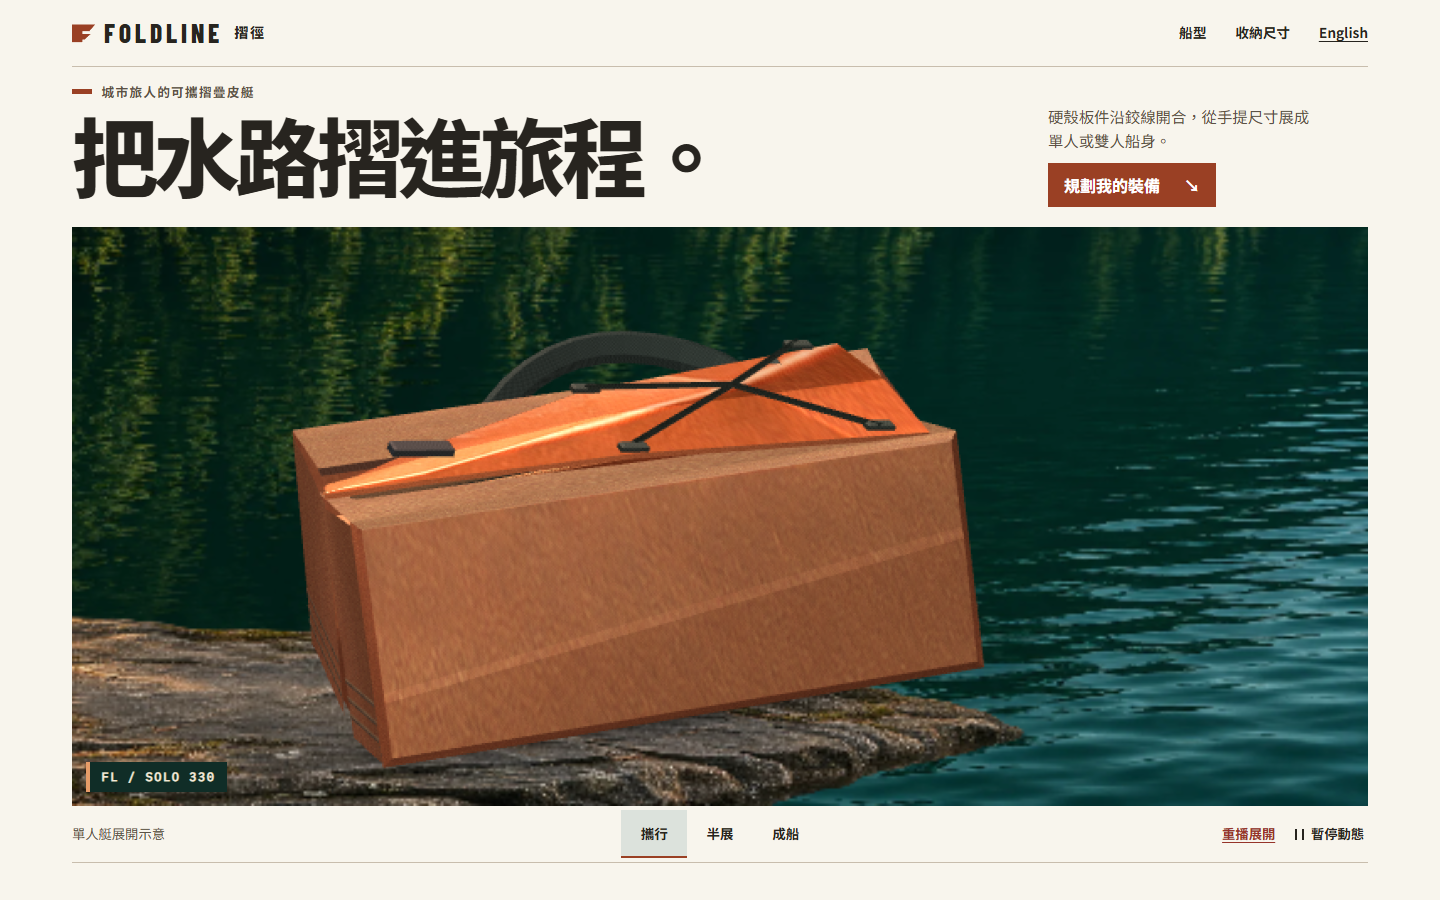 FOLDLINE 摺徑
船型 收納尺寸 English
城市旅人的可攜摺疊皮艇
把水路摺進旅程。
硬殼板件沿鉸線開合，從手提尺寸展成
單人或雙人船身。
規劃我的裝備 ↘
FL / SOLO 330
單人艇展開示意
攜行 半展 成船
重播展開 暫停動態